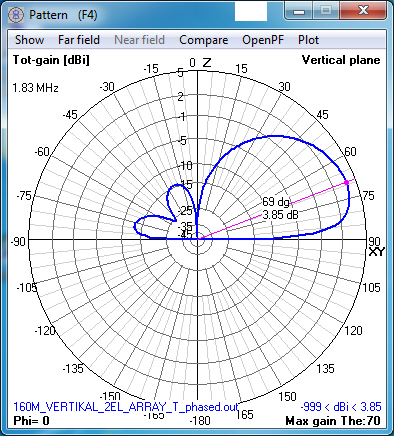 Pattern (F4)
Show Far field Near field Compare OpenPF Plot
Tot-gain [dBi] Vertical plane
1.83 MHz
0 Z
-15 15
-30 30
-45 45
-60 60
-75 75
-90 90
XY
-105 105
-120 120
-135 135
-150 150
-165 165
-180
5
2
-1
-5
-10
-15
-25
-35
-45
69 dg
3.85 dB
160M_VERTIKAL_2EL_ARRAY_T_phased.out
-999 < dBi < 3.85
Phi= 0
Max gain The:70